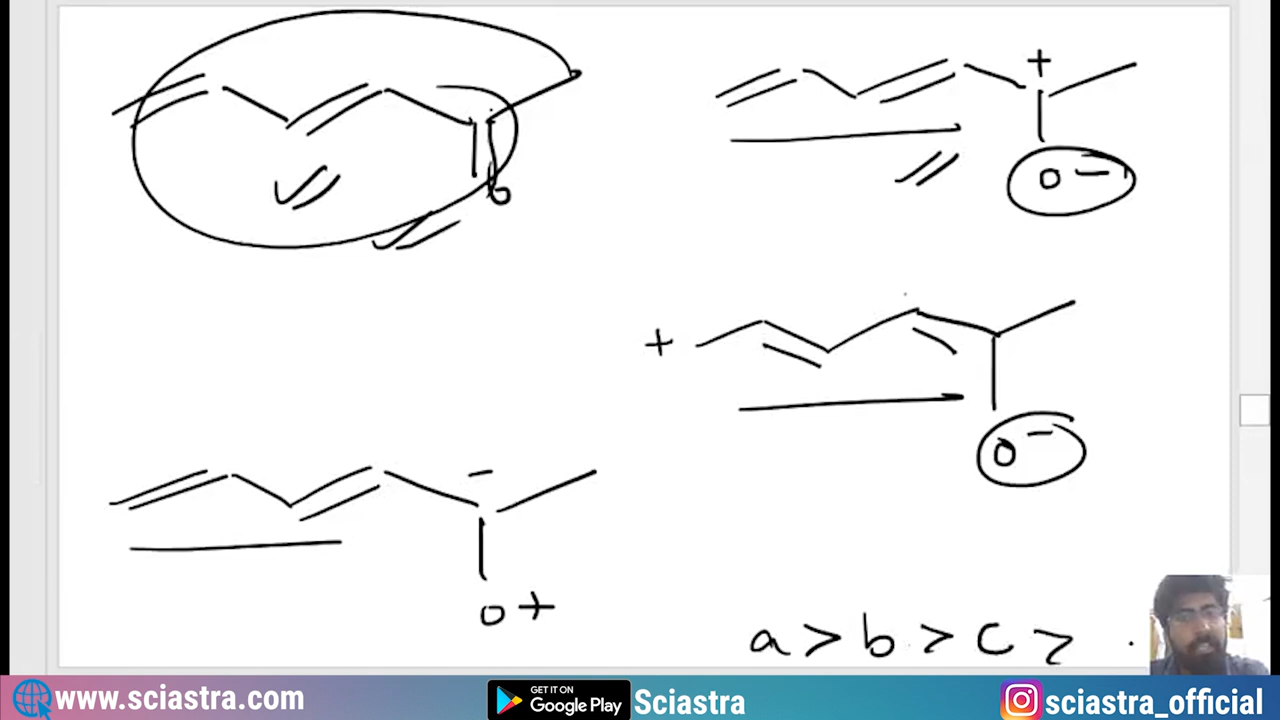 +
o
o -
+
o -
-
o +
a > b > c >
www.sciastra.com
GET IT ON
Google Play
Sciastra
sciastra_official